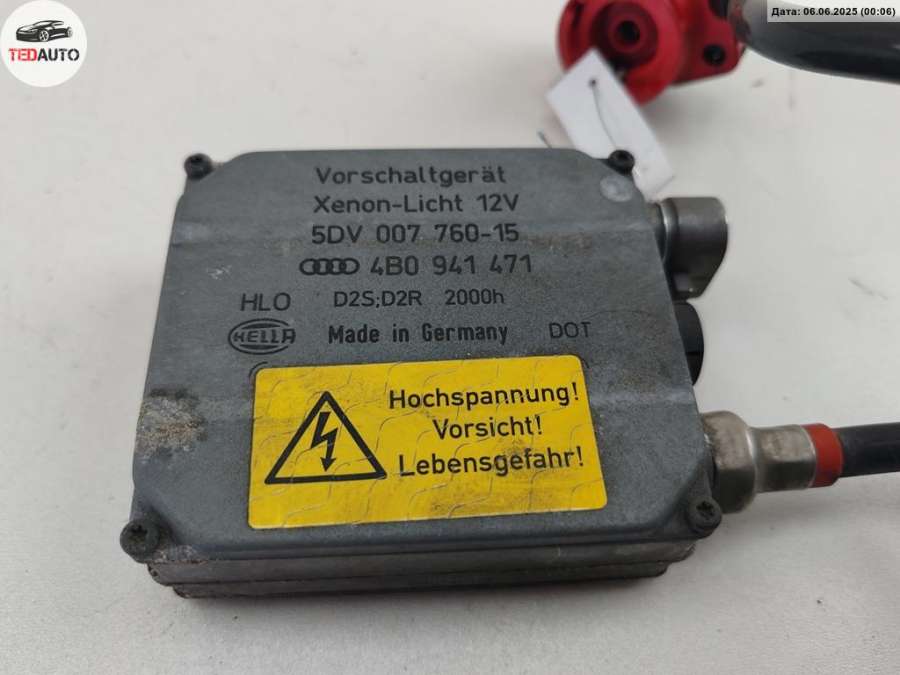 TEDAUTO
Дата: 06.06.2025 (00:06)
Vorschaltgerät
Xenon-Licht 12V
5DV 007 760-15
4B0 941 471
HLO D2S;D2R 2000h
HELLA Made in Germany DOT
Hochspannung!
Vorsicht!
Lebensgefahr!